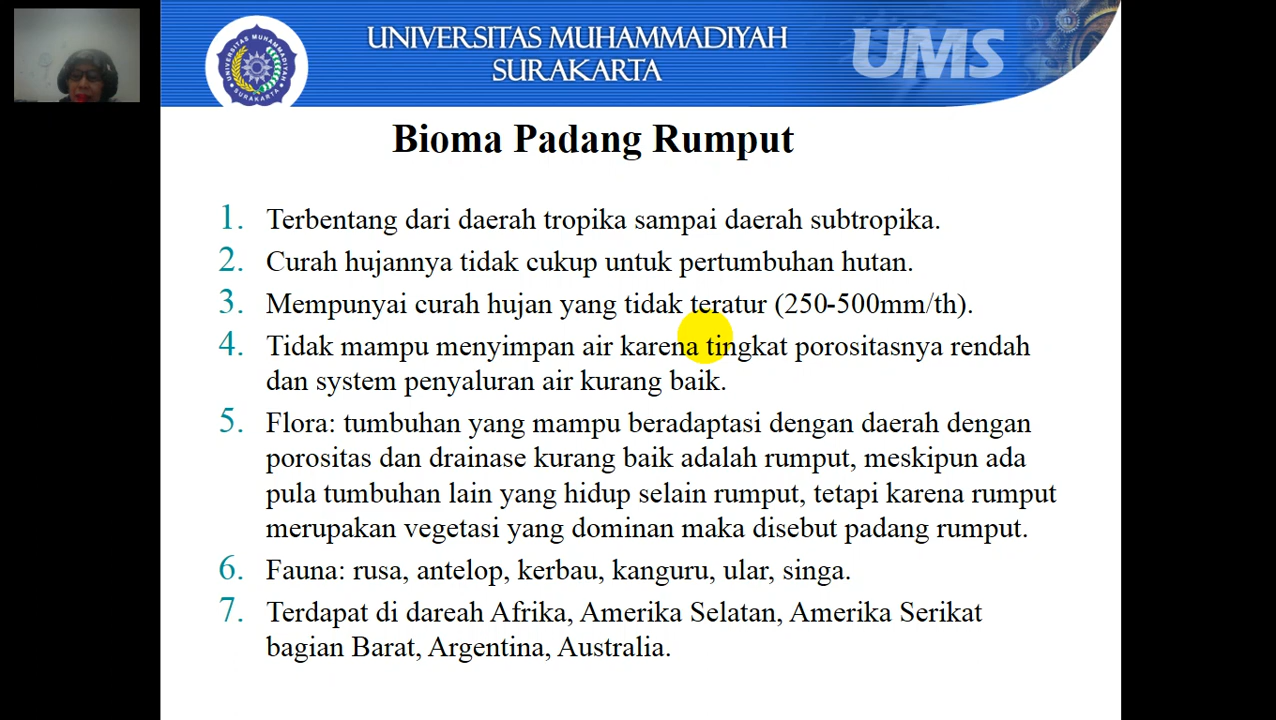 UNIVERSITAS MUHAMMADIYAH
SURAKARTA
UMS
UNIVERSITAS MUHAMMADIYAH
SURAKARTA
Bioma Padang Rumput
1. Terbentang dari daerah tropika sampai daerah subtropika.
2. Curah hujannya tidak cukup untuk pertumbuhan hutan.
3. Mempunyai curah hujan yang tidak teratur (250-500mm/th).
4. Tidak mampu menyimpan air karena tingkat porositasnya rendah
dan system penyaluran air kurang baik.
5. Flora: tumbuhan yang mampu beradaptasi dengan daerah dengan
porositas dan drainase kurang baik adalah rumput, meskipun ada
pula tumbuhan lain yang hidup selain rumput, tetapi karena rumput
merupakan vegetasi yang dominan maka disebut padang rumput.
6. Fauna: rusa, antelop, kerbau, kanguru, ular, singa.
7. Terdapat di dareah Afrika, Amerika Selatan, Amerika Serikat
bagian Barat, Argentina, Australia.